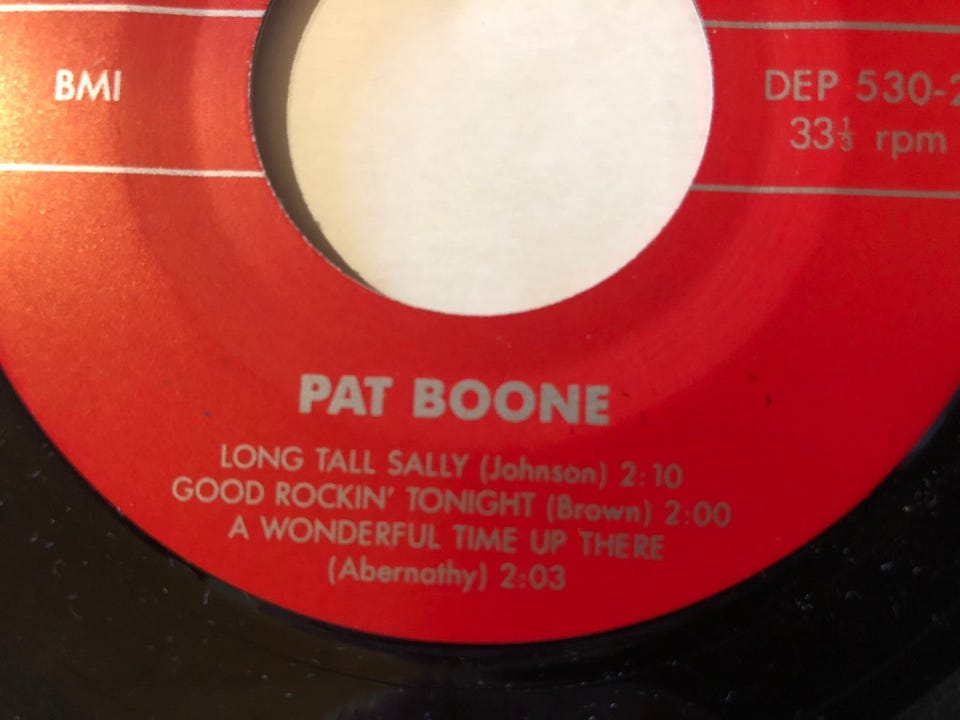 BMI
DEP 530-2
33⅓ rpm
PAT BOONE
LONG TALL SALLY (Johnson) 2:10
GOOD ROCKIN' TONIGHT (Brown) 2:00
A WONDERFUL TIME UP THERE
(Abernathy) 2:03